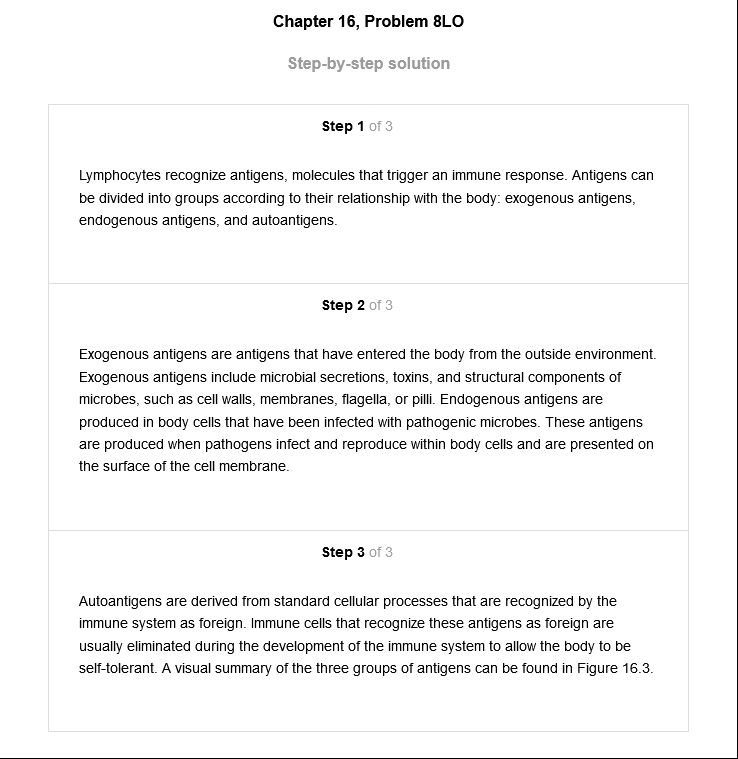 Chapter 16, Problem 8LO
Step-by-step solution
Step 1 of 3
Lymphocytes recognize antigens, molecules that trigger an immune response. Antigens can
be divided into groups according to their relationship with the body: exogenous antigens,
endogenous antigens, and autoantigens.
Step 2 of 3
Exogenous antigens are antigens that have entered the body from the outside environment.
Exogenous antigens include microbial secretions, toxins, and structural components of
microbes, such as cell walls, membranes, flagella, or pilli. Endogenous antigens are
produced in body cells that have been infected with pathogenic microbes. These antigens
are produced when pathogens infect and reproduce within body cells and are presented on
the surface of the cell membrane.
Step 3 of 3
Autoantigens are derived from standard cellular processes that are recognized by the
immune system as foreign. Immune cells that recognize these antigens as foreign are
usually eliminated during the development of the immune system to allow the body to be
self-tolerant. A visual summary of the three groups of antigens can be found in Figure 16.3.